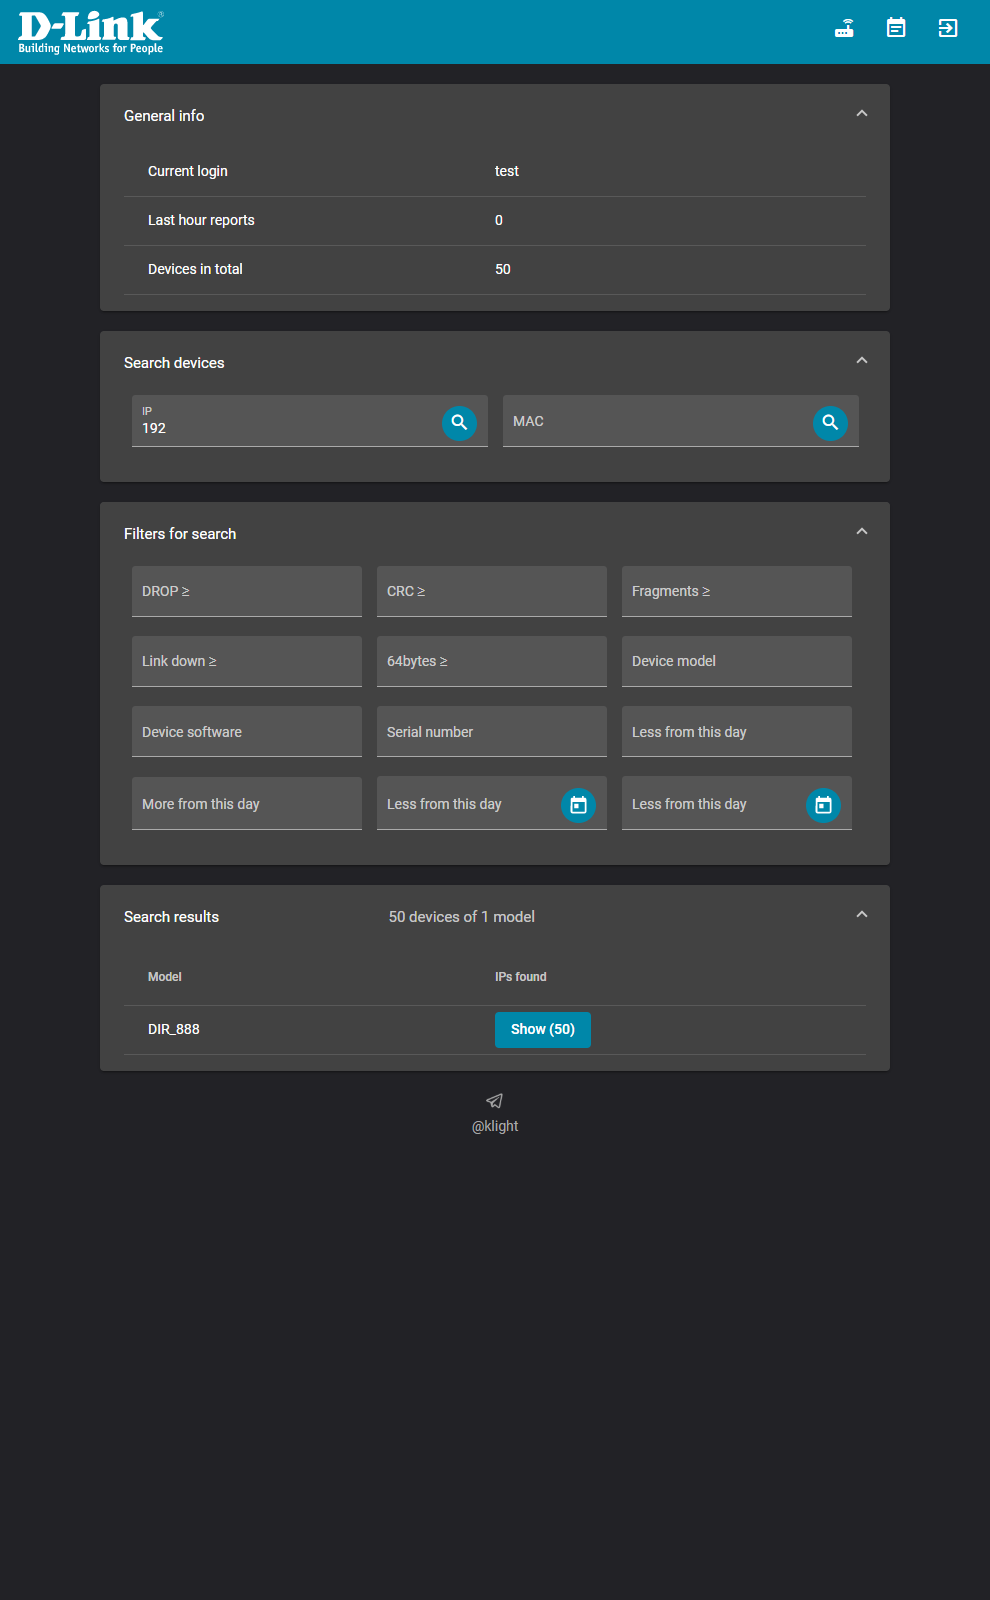 D-Link®
Building Networks for People
General info
Current login test
Last hour reports 0
Devices in total 50
Search devices
IP
192
MAC
Filters for search
DROP ≥ CRC ≥ Fragments ≥
Link down ≥ 64bytes ≥ Device model
Device software Serial number Less from this day
More from this day Less from this day Less from this day
Search results 50 devices of 1 model
Model IPs found
DIR_888 Show (50)
@klight